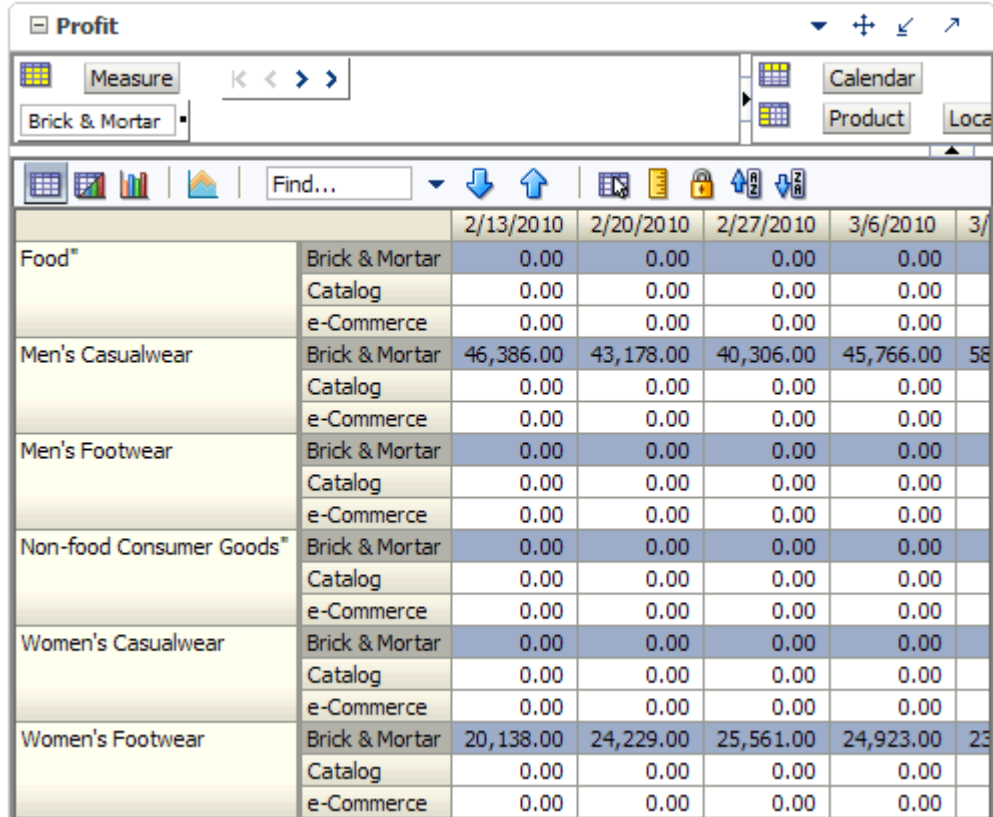 Profit
Measure
Calendar
Brick & Mortar
Product Loca
Find...
2/13/2010 2/20/2010 2/27/2010 3/6/2010 3/
Food" Brick & Mortar 0.00 0.00 0.00 0.00
Catalog 0.00 0.00 0.00 0.00
e-Commerce 0.00 0.00 0.00 0.00
Men's Casualwear Brick & Mortar 46,386.00 43,178.00 40,306.00 45,766.00 58
Catalog 0.00 0.00 0.00 0.00
e-Commerce 0.00 0.00 0.00 0.00
Men's Footwear Brick & Mortar 0.00 0.00 0.00 0.00
Catalog 0.00 0.00 0.00 0.00
e-Commerce 0.00 0.00 0.00 0.00
Non-food Consumer Goods" Brick & Mortar 0.00 0.00 0.00 0.00
Catalog 0.00 0.00 0.00 0.00
e-Commerce 0.00 0.00 0.00 0.00
Women's Casualwear Brick & Mortar 0.00 0.00 0.00 0.00
Catalog 0.00 0.00 0.00 0.00
e-Commerce 0.00 0.00 0.00 0.00
Women's Footwear Brick & Mortar 20,138.00 24,229.00 25,561.00 24,923.00 23
Catalog 0.00 0.00 0.00 0.00
e-Commerce 0.00 0.00 0.00 0.00